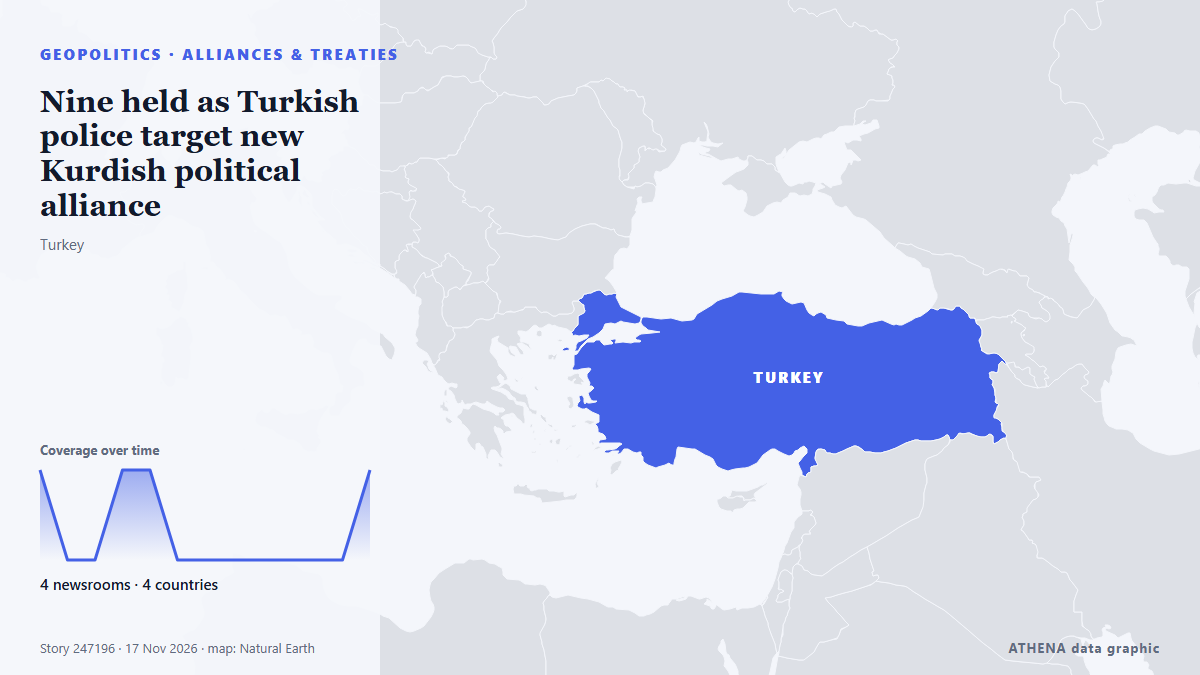 GEOPOLITICS · ALLIANCES & TREATIES
Nine held as Turkish
police target new
Kurdish political
alliance
Turkey
TURKEY
Coverage over time
4 newsrooms · 4 countries
Story 247196 · 17 Nov 2026 · map: Natural Earth
ATHENA data graphic